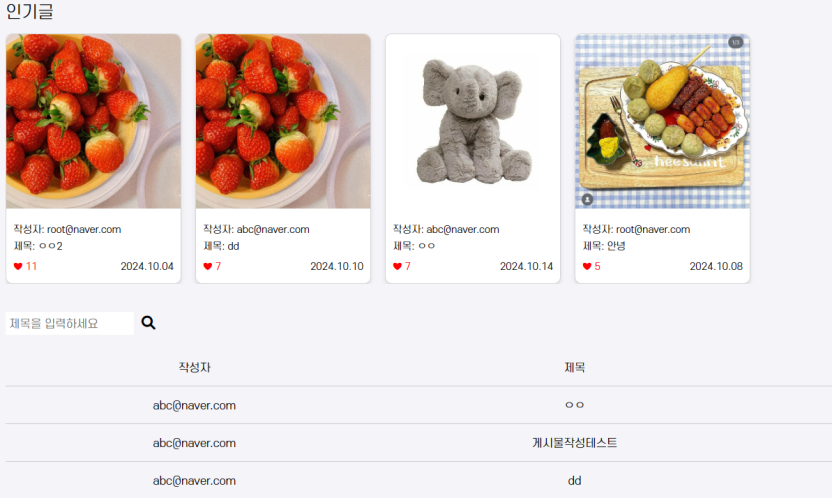 인기글
작성자: root@naver.com
제목: ㅇㅇ2
11
2024.10.04
작성자: abc@naver.com
제목: dd
7
2024.10.10
작성자: abc@naver.com
제목: ㅇㅇ
7
2024.10.14
1/3
heesun.nt
작성자: root@naver.com
제목: 안녕
5
2024.10.08
제목을 입력하세요
작성자 제목
abc@naver.com ㅇㅇ
abc@naver.com 게시물작성테스트
abc@naver.com dd